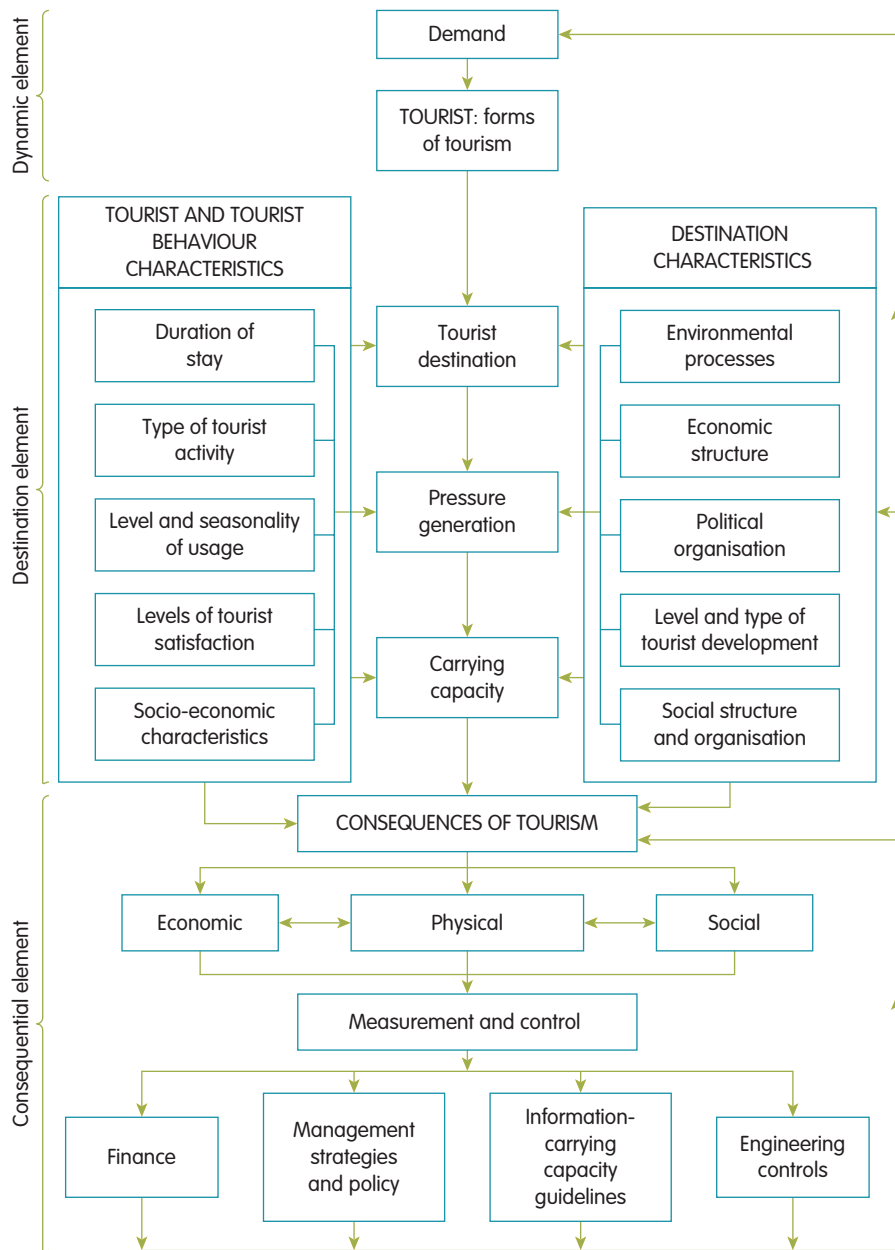 Dynamic element
Demand
TOURIST: forms
of tourism
Destination element
TOURIST AND TOURIST
BEHAVIOUR
CHARACTERISTICS
Duration of
stay
Type of tourist
activity
Level and seasonality
of usage
Levels of tourist
satisfaction
Socio-economic
characteristics
Tourist
destination
Pressure
generation
Carrying
capacity
DESTINATION
CHARACTERISTICS
Environmental
processes
Economic
structure
Political
organisation
Level and type of
tourist development
Social structure
and organisation
Consequential element
CONSEQUENCES OF TOURISM
Economic
Physical
Social
Measurement and control
Finance
Management
strategies
and policy
Information-
carrying
capacity
guidelines
Engineering
controls